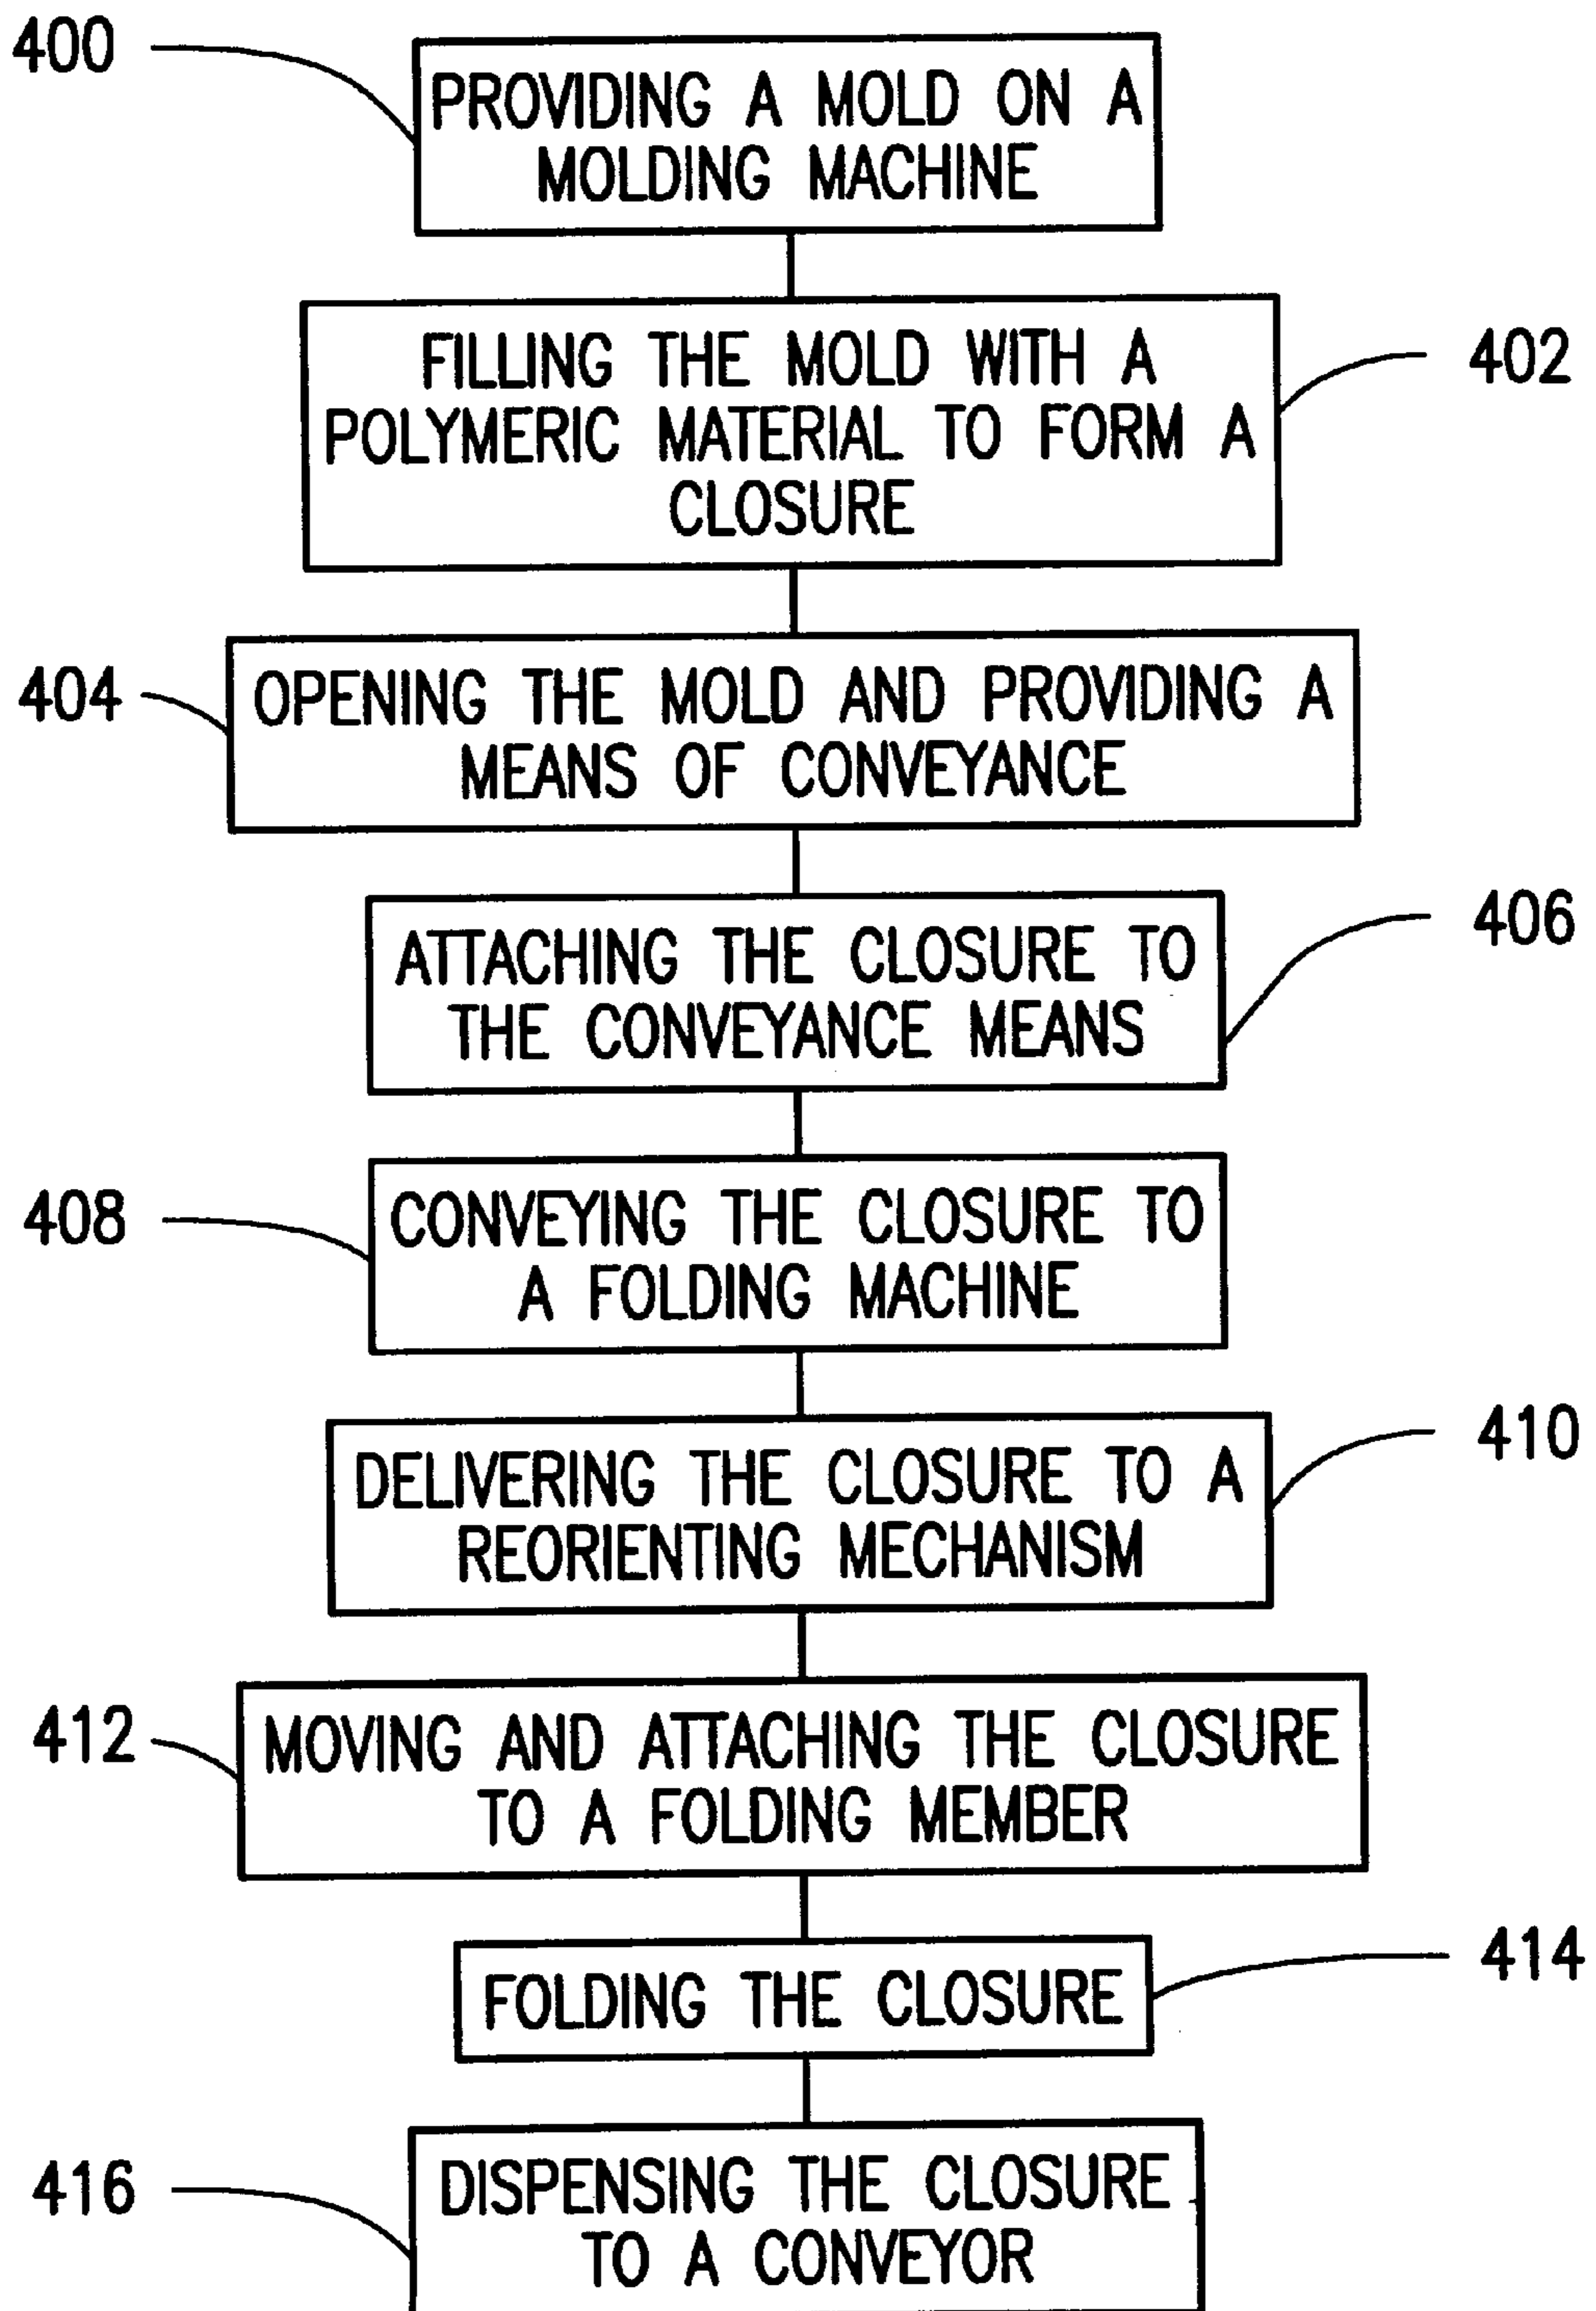 400
PROVIDING A MOLD ON A
MOLDING MACHINE
FILLING THE MOLD WITH A
POLYMERIC MATERIAL TO FORM A
CLOSURE
402
404
OPENING THE MOLD AND PROVIDING A
MEANS OF CONVEYANCE
ATTACHING THE CLOSURE TO
THE CONVEYANCE MEANS
406
408
CONVEYING THE CLOSURE TO
A FOLDING MACHINE
DELIVERING THE CLOSURE TO A
REORIENTING MECHANISM
410
412
MOVING AND ATTACHING THE CLOSURE
TO A FOLDING MEMBER
FOLDING THE CLOSURE
414
416
DISPENSING THE CLOSURE
TO A CONVEYOR